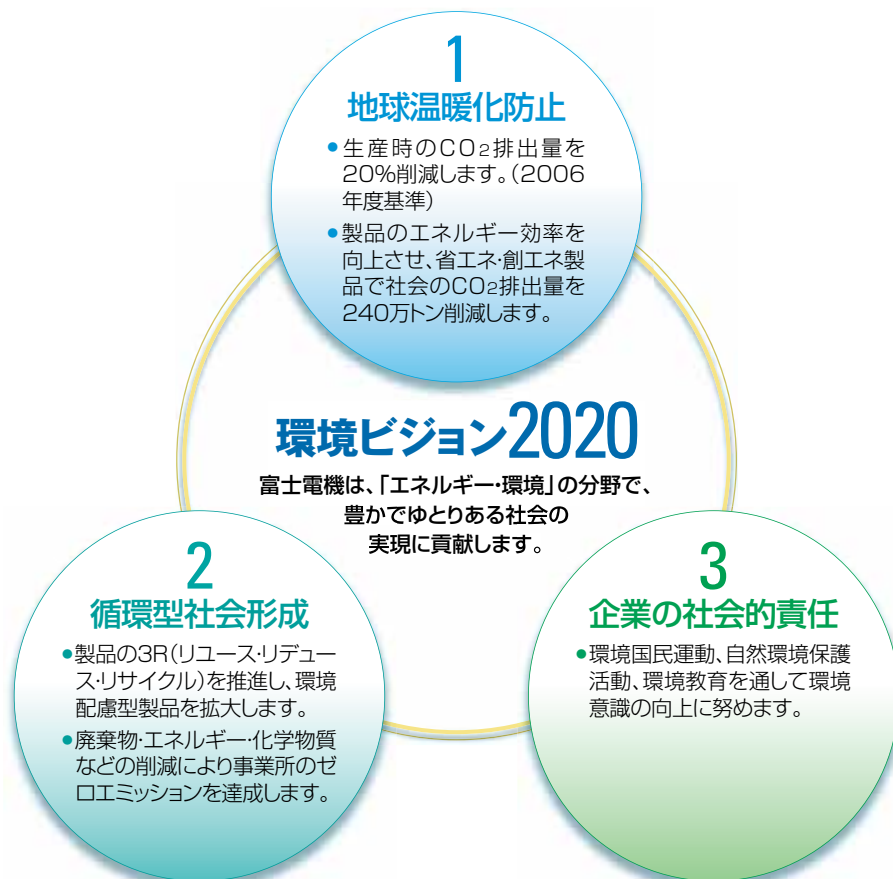 1
地球温暖化防止
●生産時のCO2排出量を
20%削減します。(2006
年度基準)
●製品のエネルギー効率を
向上させ、省エネ・創エネ製
品で社会のCO2排出量を
240万トン削減します。
環境ビジョン2020
富士電機は、「エネルギー・環境」の分野で、
豊かでゆとりある社会の
実現に貢献します。
2
循環型社会形成
●製品の3R(リユース・リデュー
ス・リサイクル)を推進し、環境
配慮型製品を拡大します。
●廃棄物・エネルギー・化学物質
などの削減により事業所のゼ
ロエミッションを達成します。
3
企業の社会的責任
●環境国民運動、自然環境保護
活動、環境教育を通して環境
意識の向上に努めます。